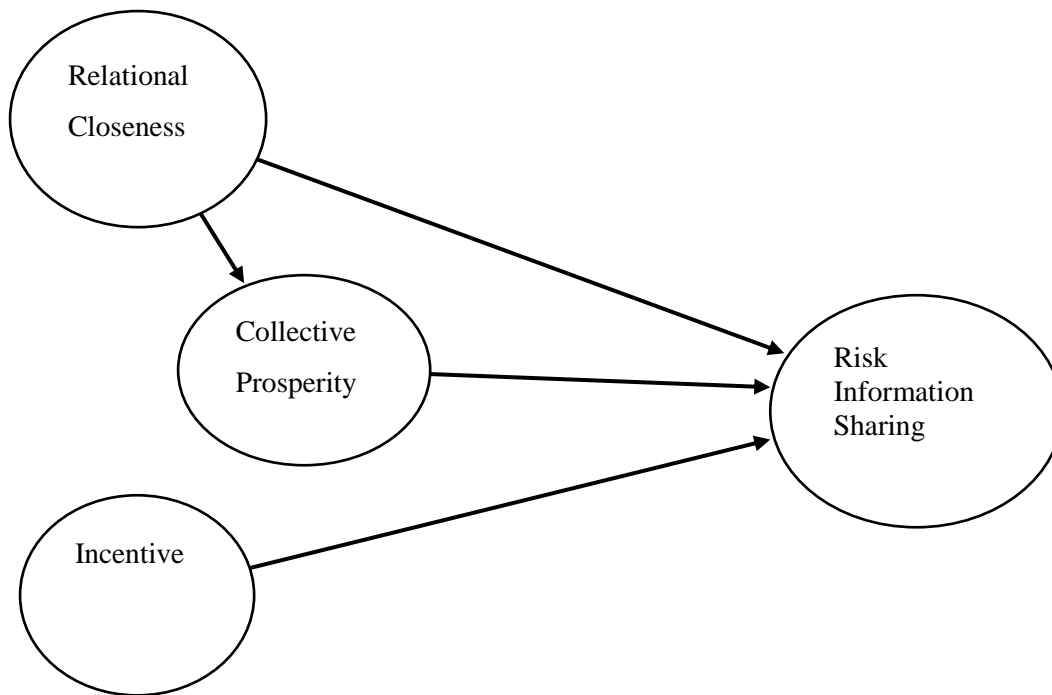 Relational
Closeness
Collective
Prosperity
Risk
Information
Sharing
Incentive